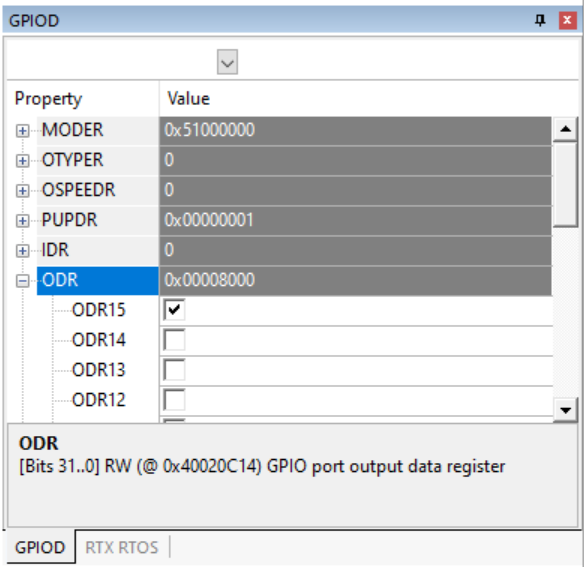 GPIOD
Property Value
MODER 0x51000000
OTYPER 0
OSPEEDR 0
PUPDR 0x00000001
IDR 0
ODR 0x00008000
ODR15
ODR14
ODR13
ODR12
ODR
[Bits 31..0] RW (@ 0x40020C14) GPIO port output data register
GPIOD RTX RTOS